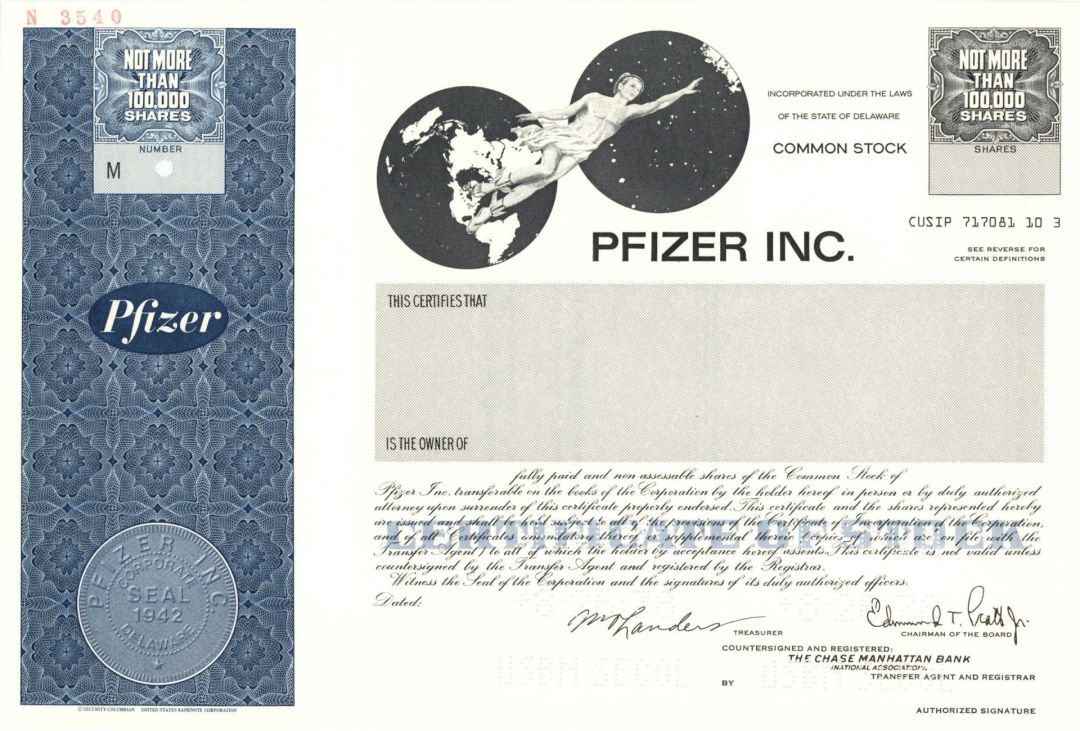 N 3540
NOT MORE
THAN
100,000
SHARES
NUMBER
M
INCORPORATED UNDER THE LAWS
OF THE STATE OF DELAWARE
COMMON STOCK
NOT MORE
THAN
100,000
SHARES
SHARES
CUSIP 717081 10 3
SEE REVERSE FOR
CERTAIN DEFINITIONS
PFIZER INC.
Pfizer
THIS CERTIFIES THAT
IS THE OWNER OF
fully paid and non-assessable shares of the Common Stock of
Pfizer Inc. transferable on the books of the Corporation by the holder hereof in person or by duly authorized
attorney upon surrender of this certificate properly endorsed. This certificate and the shares represented hereby
are issued and shall be held subject to all of the provisions of the Certificate of Incorporation of the Corporation,
and of all Certificates amendatory thereof or supplemental thereto (copies of which are on file with the
Transfer Agent) to all of which the holder by acceptance hereof assents. This certificate is not valid unless
countersigned by the Transfer Agent and registered by the Registrar.
Witness the Seal of the Corporation and the signatures of its duly authorized officers.
Dated:
PFIZER INC.
CORPORATE
SEAL
1942
DELAWARE
TREASURER
Edmund T. Pratt Jr.
CHAIRMAN OF THE BOARD
COUNTERSIGNED AND REGISTERED:
THE CHASE MANHATTAN BANK
(NATIONAL ASSOCIATION),
TRANSFER AGENT AND REGISTRAR
BY
AUTHORIZED SIGNATURE
© SECURITY-COLUMBIAN UNITED STATES BANKNOTE CORPORATION